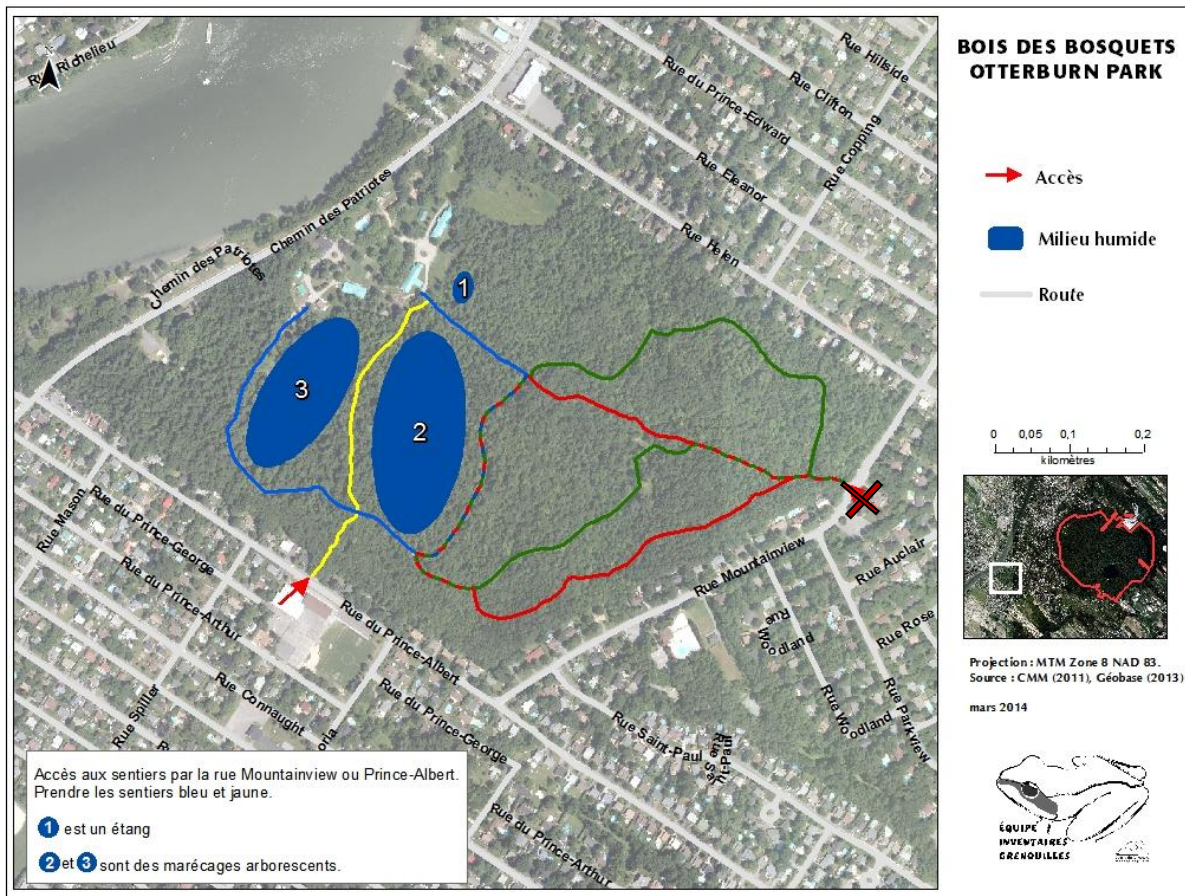 BOIS DES BOSQUETS
OTTERBURN PARK
Accès
Milieu humide
Route
0 0,05 0,1 0,2
kilomètres
Projection : MTM Zone 8 NAD 83.
Source : CMM (2011), Géobase (2013)
mars 2014
ÉQUIPE
INVENTAIRES
GRENOUILLES
Richelieu
Chemin des Patriotes
Chemin des Patriotes
Rue Hillside
Rue Clifton
Rue du Prince-Edward
Rue Copping
Rue Eleanor
Rue Helen
1
3
2
Rue Mason
Rue du Prince-George
Rue du Prince-Arthur
Rue du Prince-Albert
Rue Mountainview
Rue Auclair
Rue Woodland
Rue Rose
Rue Woodland
Rue Parkview
Rue Spiller
Rue Connaught
oria
Rue du Prince-George
Rue Saint-Paul
Rue du Prince-Arthur
Accès aux sentiers par la rue Mountainview ou Prince-Albert.
Prendre les sentiers bleu et jaune.
1 est un étang
2 et 3 sont des marécages arborescents.